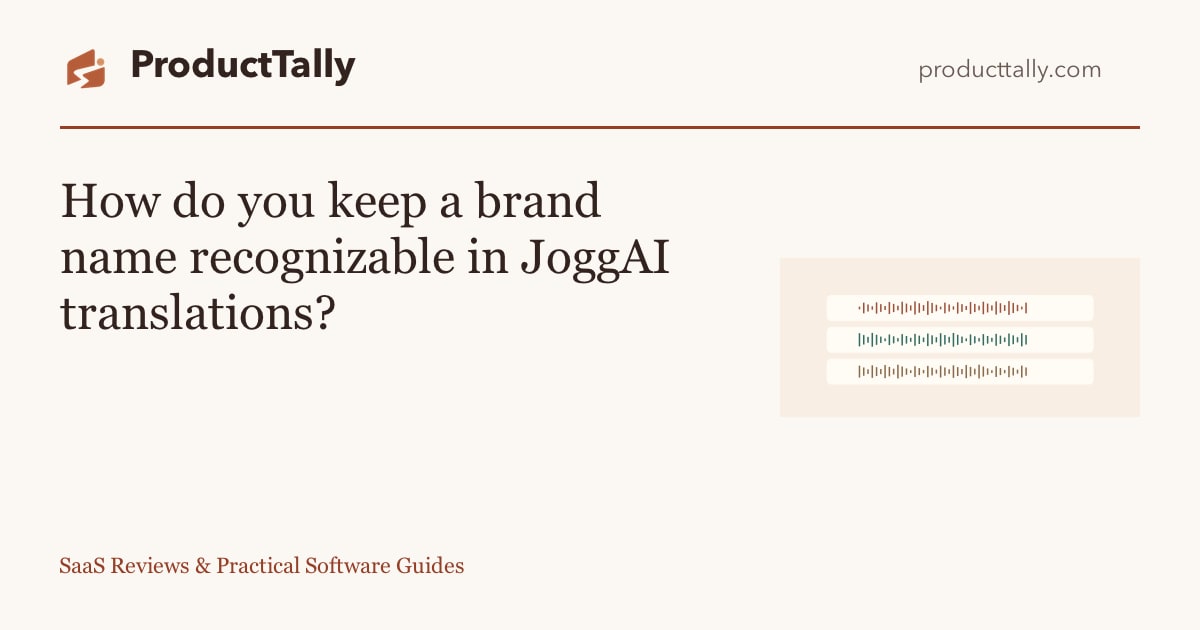 ProductTally
producttally.com
How do you keep a brand
name recognizable in JoggAI
translations?
SaaS Reviews & Practical Software Guides